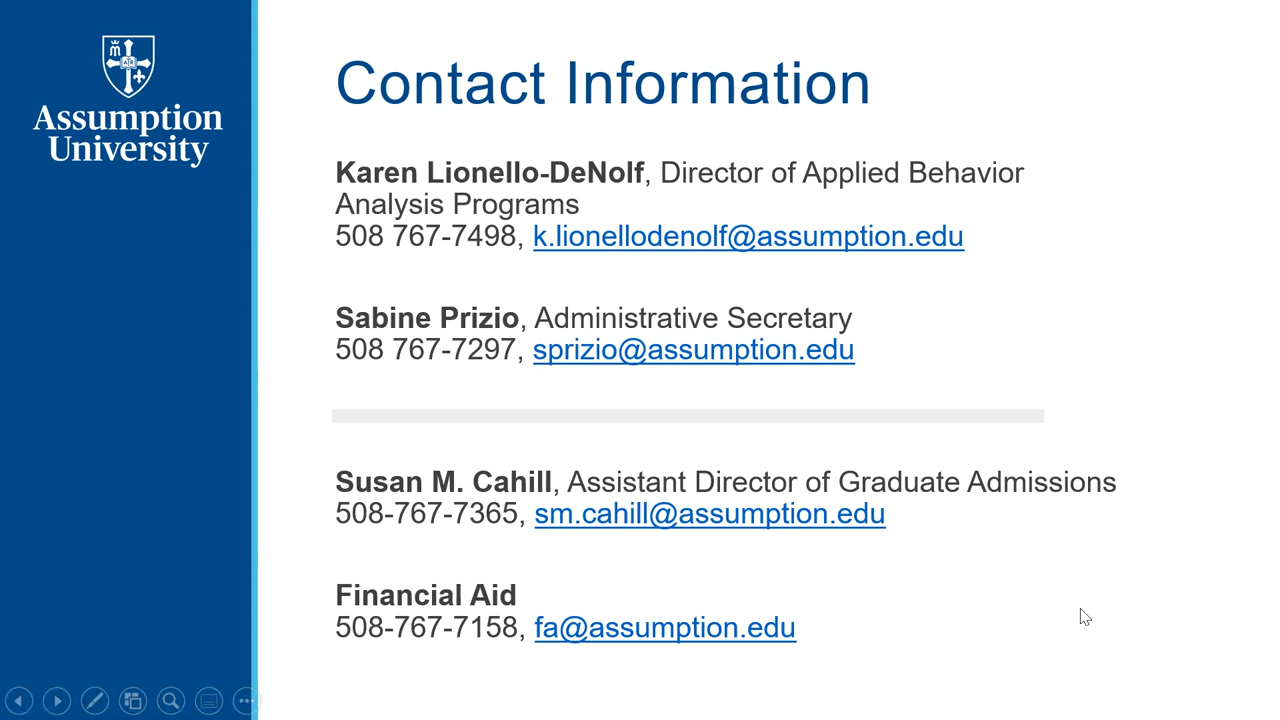 Assumption
University
Contact Information
Karen Lionello-DeNolf, Director of Applied Behavior
Analysis Programs
508 767-7498, k.lionellodenolf@assumption.edu
Sabine Prizio, Administrative Secretary
508 767-7297, sprizio@assumption.edu
Susan M. Cahill, Assistant Director of Graduate Admissions
508-767-7365, sm.cahill@assumption.edu
Financial Aid
508-767-7158, fa@assumption.edu